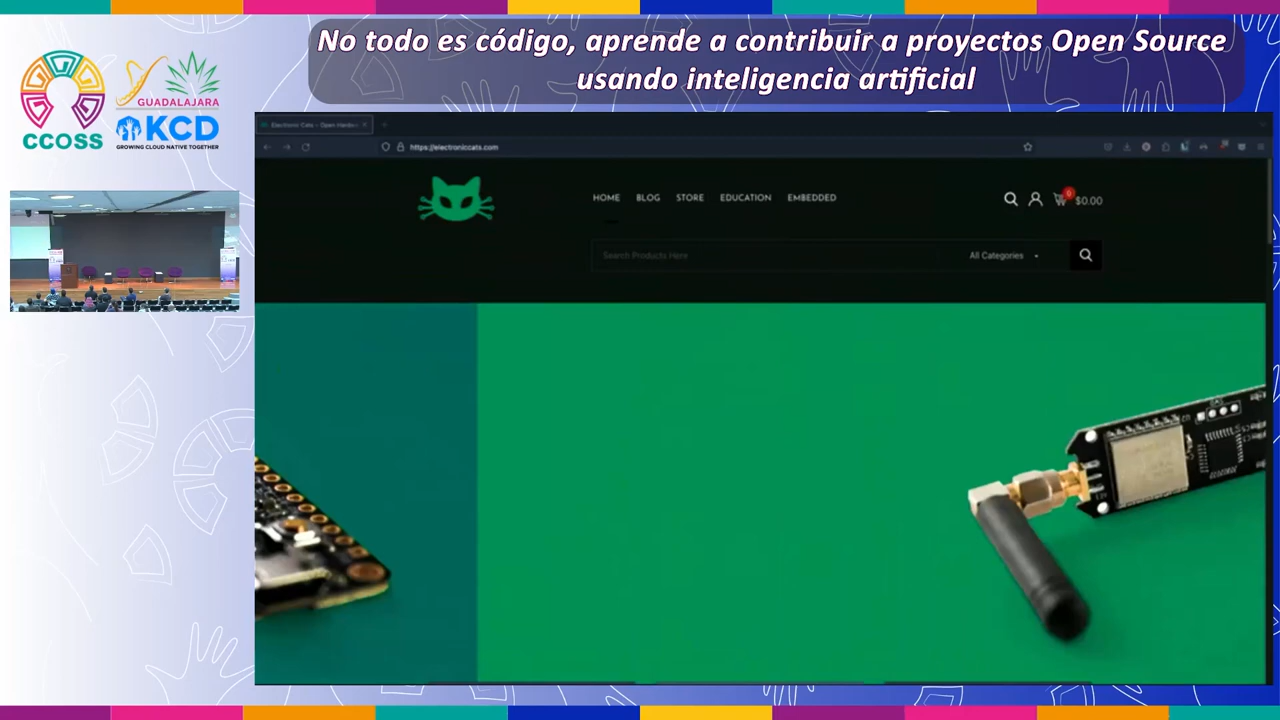 No todo es código, aprende a contribuir a proyectos Open Source
usando inteligencia artificial
CCOSS
GUADALAJARA
KCD
GROWING CLOUD NATIVE TOGETHER
https://electroniccats.com
HOME BLOG STORE EDUCATION EMBEDDED
0
$0.00
Search Products Here
All Categories